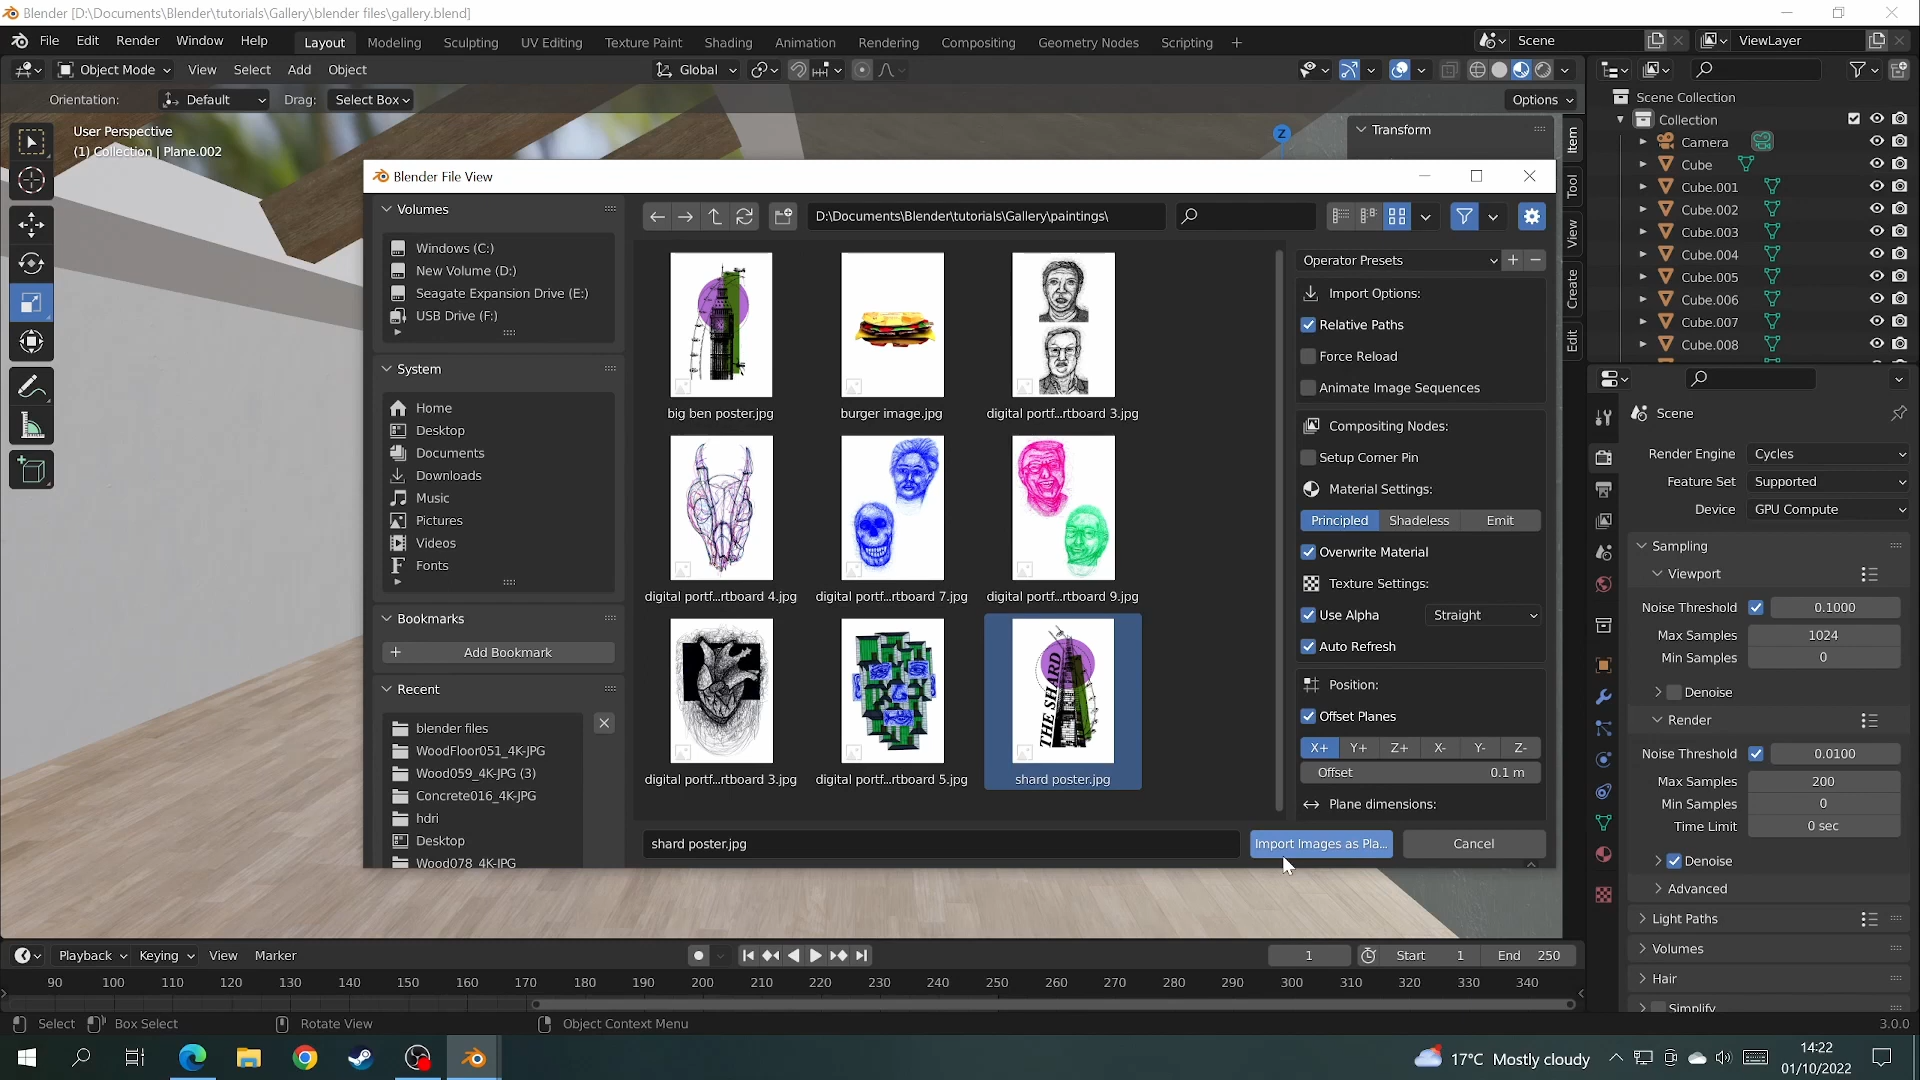 Blender [D:\Documents\Blender\tutorials\Gallery\blender files\gallery.blend]
File Edit Render Window Help
Layout Modeling Sculpting UV Editing Texture Paint Shading Animation Rendering Compositing Geometry Nodes Scripting +
Scene
ViewLayer
Object Mode View Select Add Object
Global
Orientation: Default Drag: Select Box
Options
User Perspective
(1) Collection | Plane.002
Z
Transform
Item
Tool
View
Create
Edit
Blender File View
Volumes
Windows (C:)
New Volume (D:)
Seagate Expansion Drive (E:)
USB Drive (F:)
System
Home
Desktop
Documents
Downloads
Music
Pictures
Videos
Fonts
Bookmarks
Add Bookmark
Recent
blender files
WoodFloor051_4K-JPG
Wood059_4K-JPG (3)
Concrete016_4K-JPG
hdri
Desktop
Wood078_4K-JPG
D:\Documents\Blender\tutorials\Gallery\paintings\
big ben poster.jpg
burger image.jpg
digital portf...rtboard 3.jpg
digital portf...rtboard 4.jpg
digital portf...rtboard 7.jpg
digital portf...rtboard 9.jpg
digital portf...rtboard 3.jpg
digital portf...rtboard 5.jpg
THE SHARD
shard poster.jpg
shard poster.jpg
Import Images as Pla...
Cancel
Operator Presets
Import Options:
Relative Paths
Force Reload
Animate Image Sequences
Compositing Nodes:
Setup Corner Pin
Material Settings:
Principled Shadeless Emit
Overwrite Material
Texture Settings:
Use Alpha Straight
Auto Refresh
Position:
Offset Planes
X+ Y+ Z+ X- Y- Z-
Offset 0.1 m
Plane dimensions:
Scene Collection
Collection
Camera
Cube
Cube.001
Cube.002
Cube.003
Cube.004
Cube.005
Cube.006
Cube.007
Cube.008
Scene
Render Engine Cycles
Feature Set Supported
Device GPU Compute
Sampling
Viewport
Noise Threshold 0.1000
Max Samples 1024
Min Samples 0
Denoise
Render
Noise Threshold 0.0100
Max Samples 200
Min Samples 0
Time Limit 0 sec
Denoise
Advanced
Light Paths
Volumes
Hair
Simplify
Playback Keying View Marker
1 Start 1 End 250
90 100 110 120 130 140 150 160 170 180 190 200 210 220 230 240 250 260 270 280 290 300 310 320 330 340
Select Box Select Rotate View Object Context Menu
3.0.0
17°C Mostly cloudy
14:22
01/10/2022